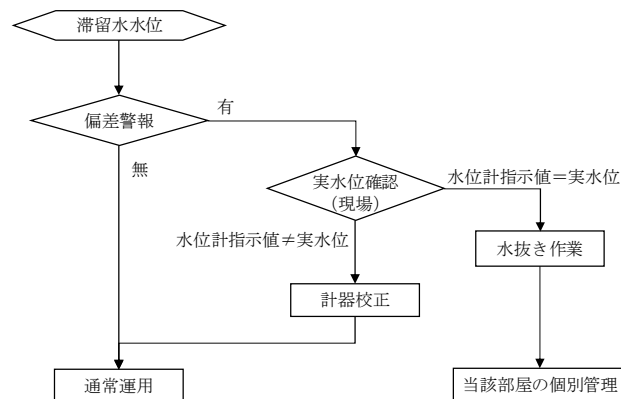 滞留水水位
偏差警報
有
無
実水位確認
（現場）
水位計指示値＝実水位
水位計指示値≠実水位
水抜き作業
計器校正
通常運用
当該部屋の個別管理